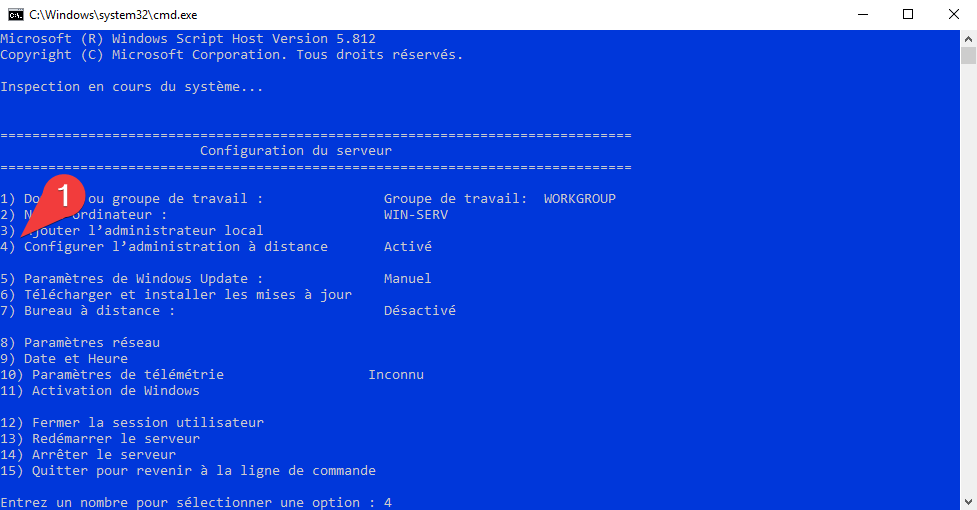 C:\Windows\system32\cmd.exe
Microsoft (R) Windows Script Host Version 5.812
Copyright (C) Microsoft Corporation. Tous droits réservés.
Inspection en cours du système...
===============================================================================
Configuration du serveur
===============================================================================
1) ou groupe de travail : Groupe de travail: WORKGROUP
2) ordinateur : WIN-SERV
3) Ajouter l’administrateur local
4) Configurer l’administration à distance Activé
5) Paramètres de Windows Update : Manuel
6) Télécharger et installer les mises à jour
7) Bureau à distance : Désactivé
8) Paramètres réseau
9) Date et Heure
10) Paramètres de télémétrie Inconnu
11) Activation de Windows
12) Fermer la session utilisateur
13) Redémarrer le serveur
14) Arrêter le serveur
15) Quitter pour revenir à la ligne de commande
Entrez un nombre pour sélectionner une option : 4
1